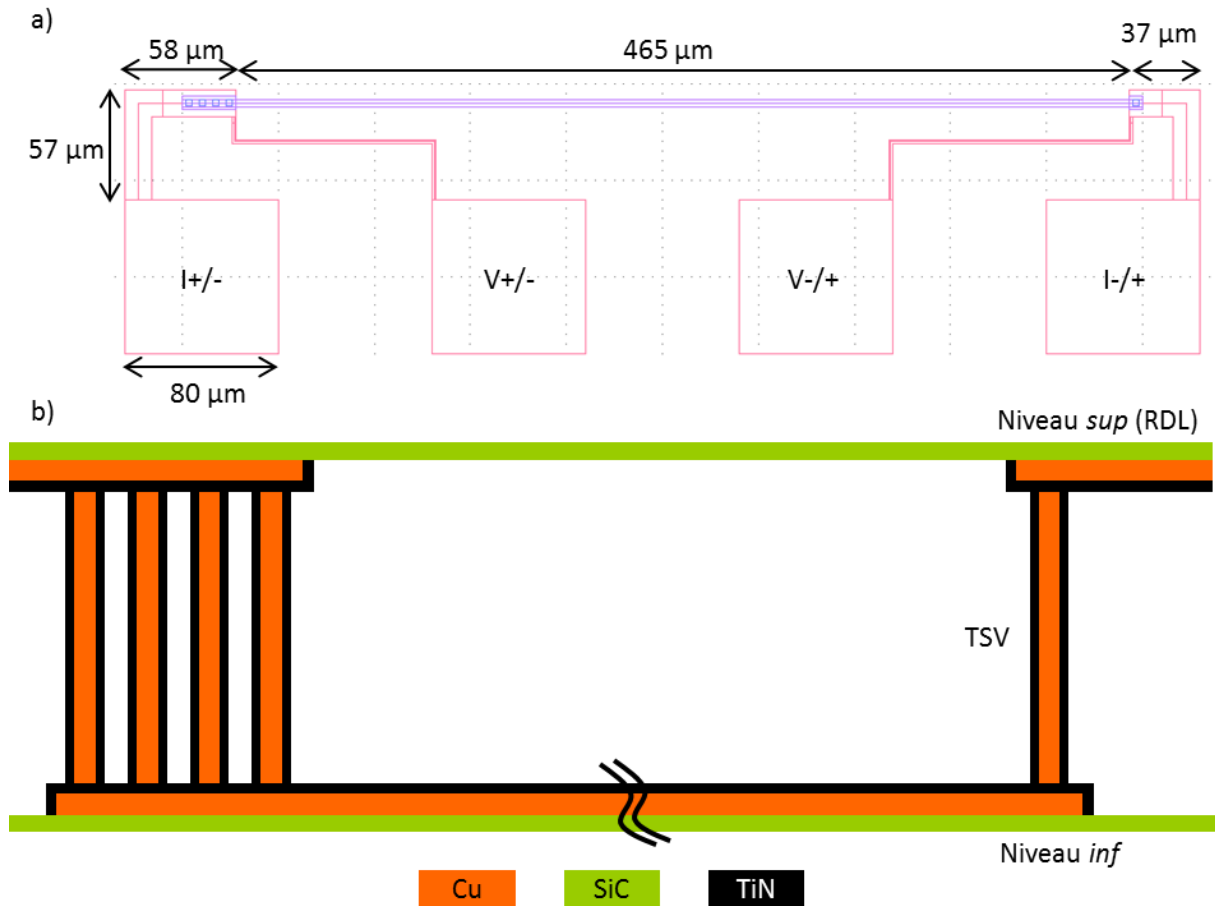 a)
58 µm
465 µm
37 µm
57 µm
I+/-
V+/-
V-/+
I-/+
80 µm
b)
Niveau sup (RDL)
TSV
Niveau inf
Cu
SiC
TiN